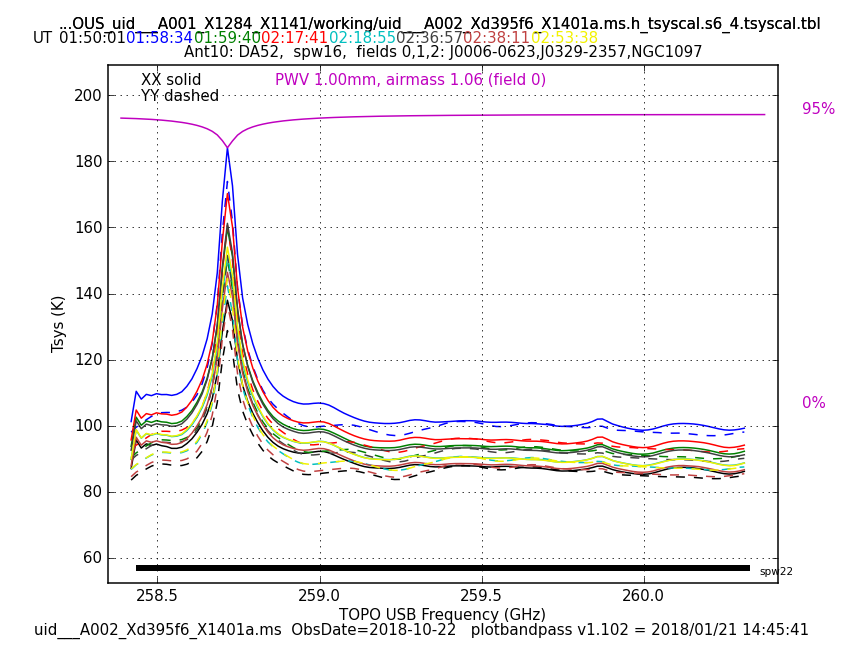 ...OUS_uid___A001_X1284_X1141/working/uid___A002_Xd395f6_X1401a.ms.h_tsyscal.s6_4.tsyscal.tbl
UT 01:50:01 01:58:34 01:59:40 02:17:41 02:18:55 02:36:57 02:38:11 02:53:38
Ant10: DA52, spw16, fields 0,1,2: J0006-0623,J0329-2357,NGC1097
XX solid
YY dashed
PWV 1.00mm, airmass 1.06 (field 0)
95%
0%
200
180
160
140
120
100
80
60
Tsys (K)
spw22
258.5 259.0 259.5 260.0
TOPO USB Frequency (GHz)
uid___A002_Xd395f6_X1401a.ms ObsDate=2018-10-22 plotbandpass v1.102 = 2018/01/21 14:45:41